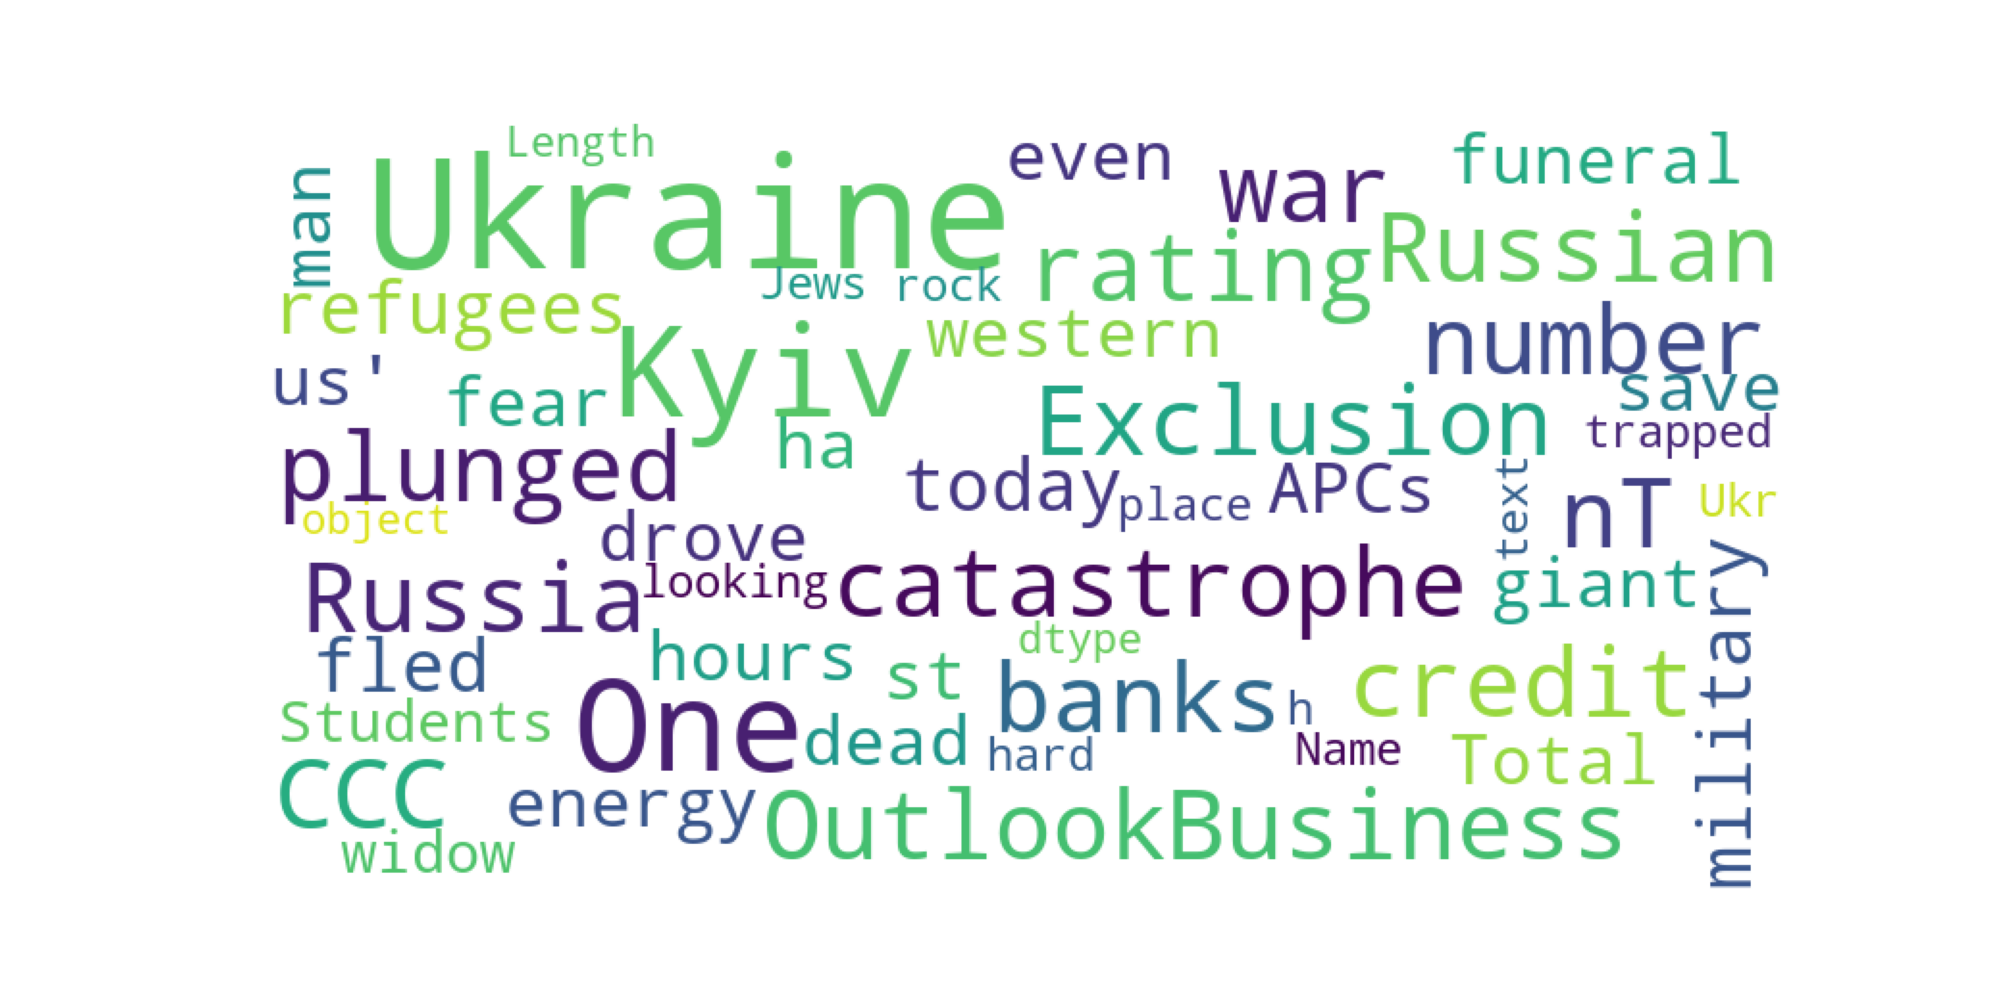 Length
man
Ukraine
even
war
funeral
Jews
rock
rating
Russian
refugees
Kyiv
western
number
us'
fear
ha
Exclusion
save
trapped
plunged
object
today
place
APCs
text
nT
Ukr
drove
Russia
looking
catastrophe
giant
military
fled
hours
st
dtype
banks
h
credit
Students
One
dead
hard
Name
Total
CCC
energy
OutlookBusiness
widow